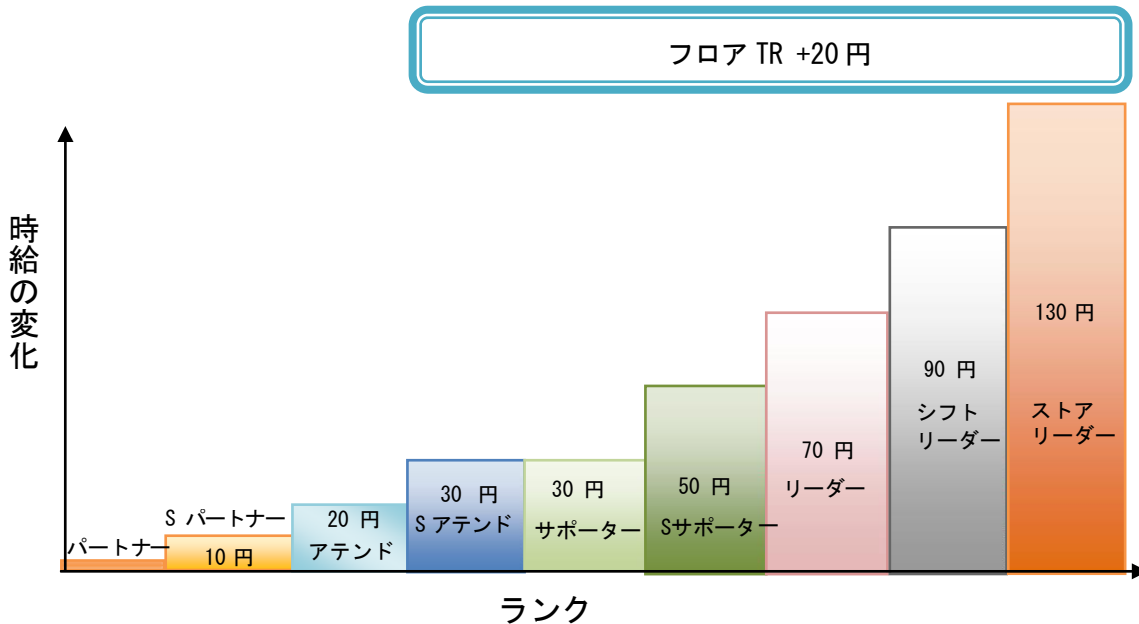 フロア TR +20 円
時給の変化
パートナー
S パートナー
10 円
20 円
アテンド
30 円
S アテンド
30 円
サポーター
50 円
Sサポーター
70 円
リーダー
90 円
シフト
リーダー
130 円
ストア
リーダー
ランク